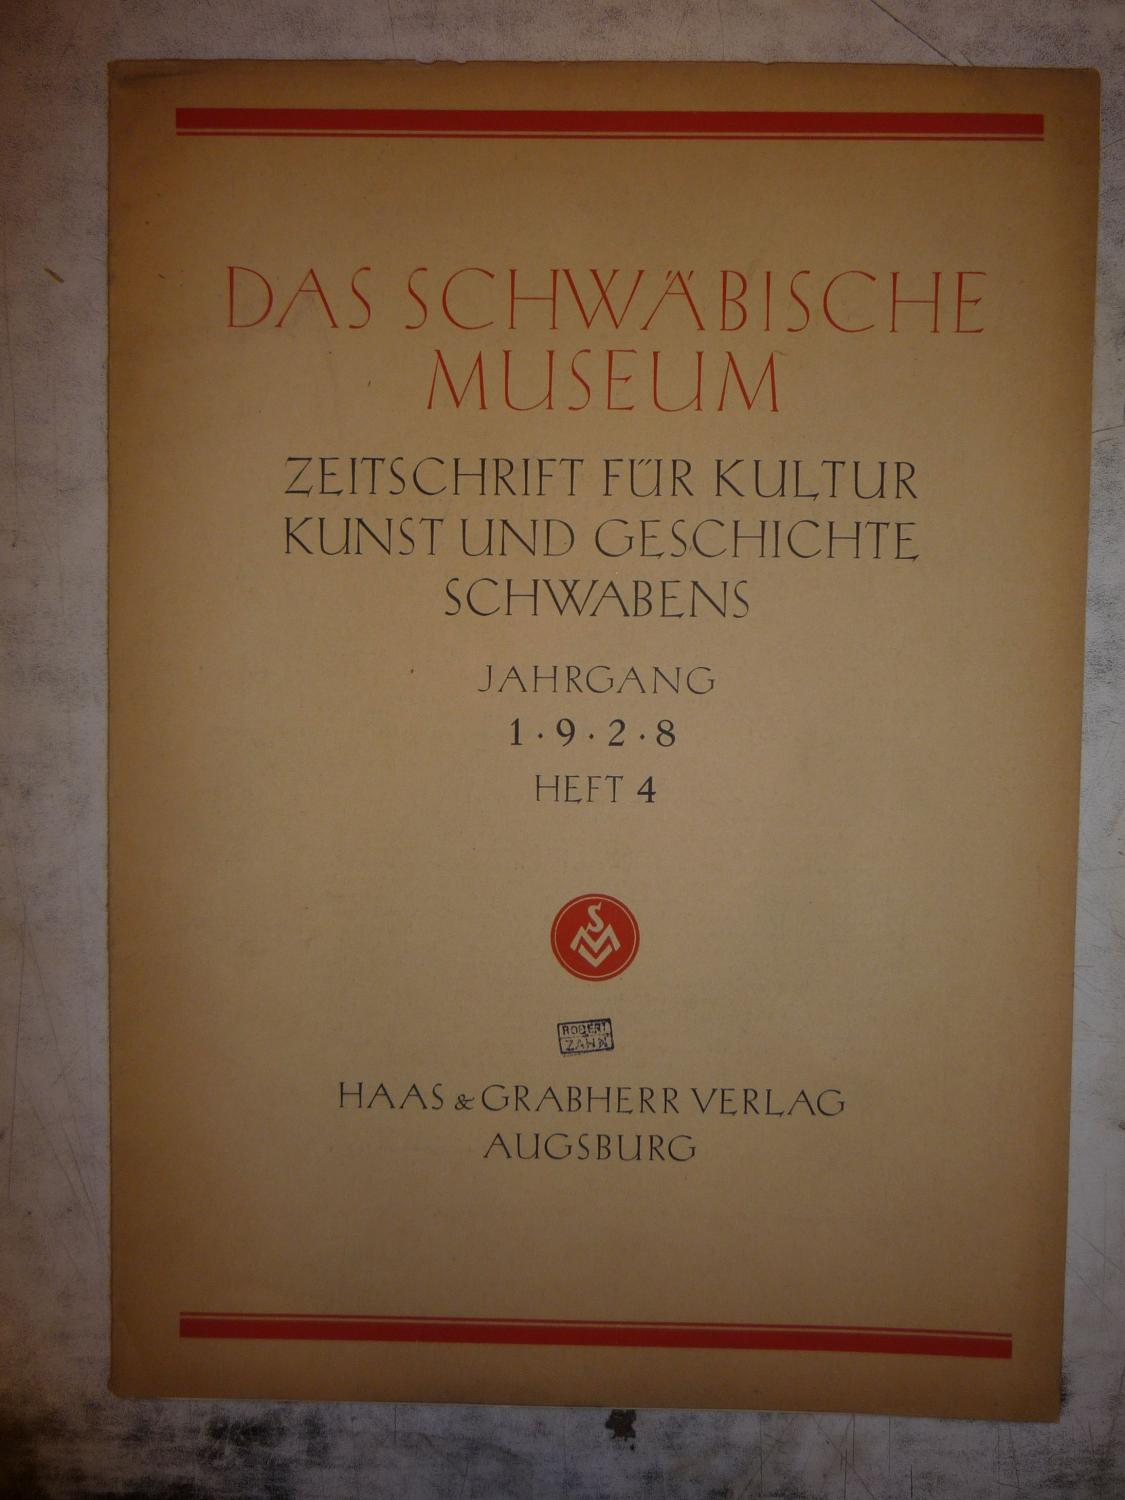 DAS SCHWÄBISCHE
MUSEUM
ZEITSCHRIFT FÜR KULTUR
KUNST UND GESCHICHTE
SCHWABENS
JAHRGANG
1·9·2·8
HEFT 4
SM
ROBERT
ZAHN
HAAS & GRABHERR VERLAG
AUGSBURG